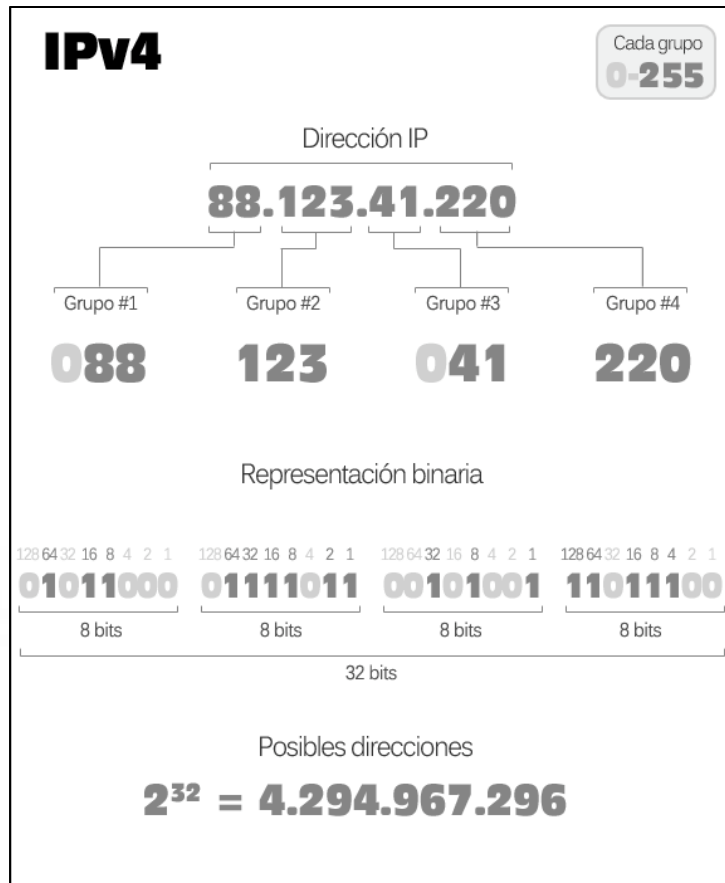 IPv4
Cada grupo
0-255
Dirección IP
88.123.41.220
Grupo #1 Grupo #2 Grupo #3 Grupo #4
088 123 041 220
Representación binaria
128 64 32 16 8 4 2 1 128 64 32 16 8 4 2 1 128 64 32 16 8 4 2 1 128 64 32 16 8 4 2 1
01011000 01111011 00101001 11011100
8 bits 8 bits 8 bits 8 bits
32 bits
Posibles direcciones
2³² = 4.294.967.296